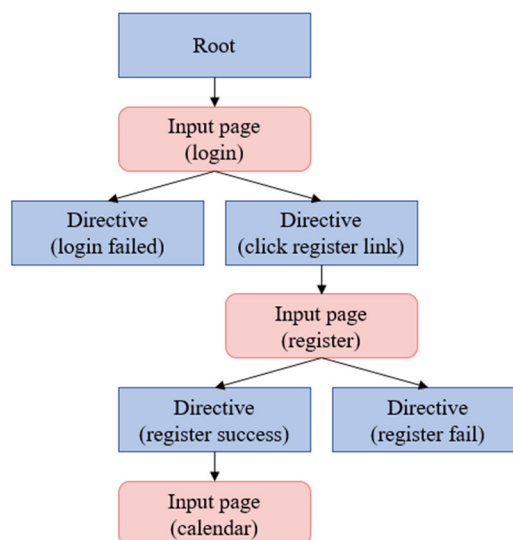 Root
Input page
(login)
Directive
(login failed)
Directive
(click register link)
Input page
(register)
Directive
(register success)
Directive
(register fail)
Input page
(calendar)